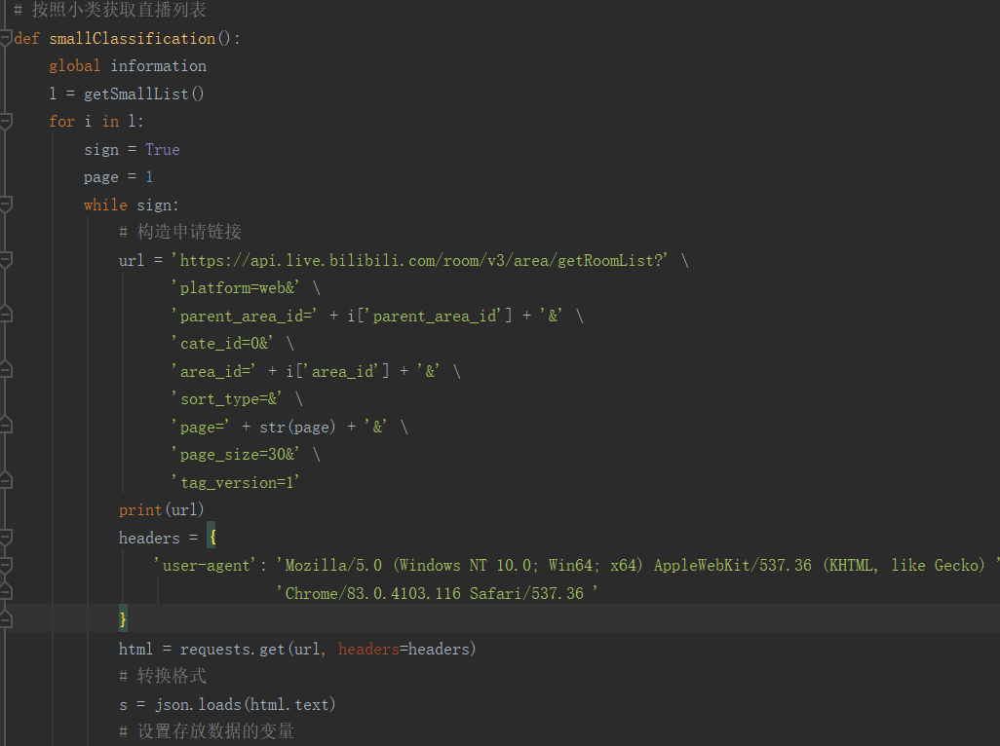 # 按照小类获取直播列表
def smallClassification():
    global information
    l = getSmallList()
    for i in l:
        sign = True
        page = 1
        while sign:
            # 构造申请链接
            url = 'https://api.live.bilibili.com/room/v3/area/getRoomList?' \
                  'platform=web&' \
                  'parent_area_id=' + i['parent_area_id'] + '&' \
                  'cate_id=0&' \
                  'area_id=' + i['area_id'] + '&' \
                  'sort_type=&' \
                  'page=' + str(page) + '&' \
                  'page_size=30&' \
                  'tag_version=1'
            print(url)
            headers = {
                'user-agent': 'Mozilla/5.0 (Windows NT 10.0; Win64; x64) AppleWebKit/537.36 (KHTML, like Gecko) '
                              'Chrome/83.0.4103.116 Safari/537.36 '
            }
            html = requests.get(url, headers=headers)
            # 转换格式
            s = json.loads(html.text)
            # 设置存放数据的变量